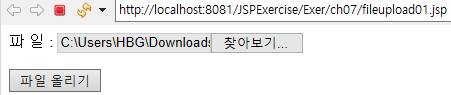 http://localhost:8081/JSPExercise/Exer/ch07/fileupload01.jsp
파 일 : C:\Users\HBG\Downloads 찾아보기...
파일 올리기